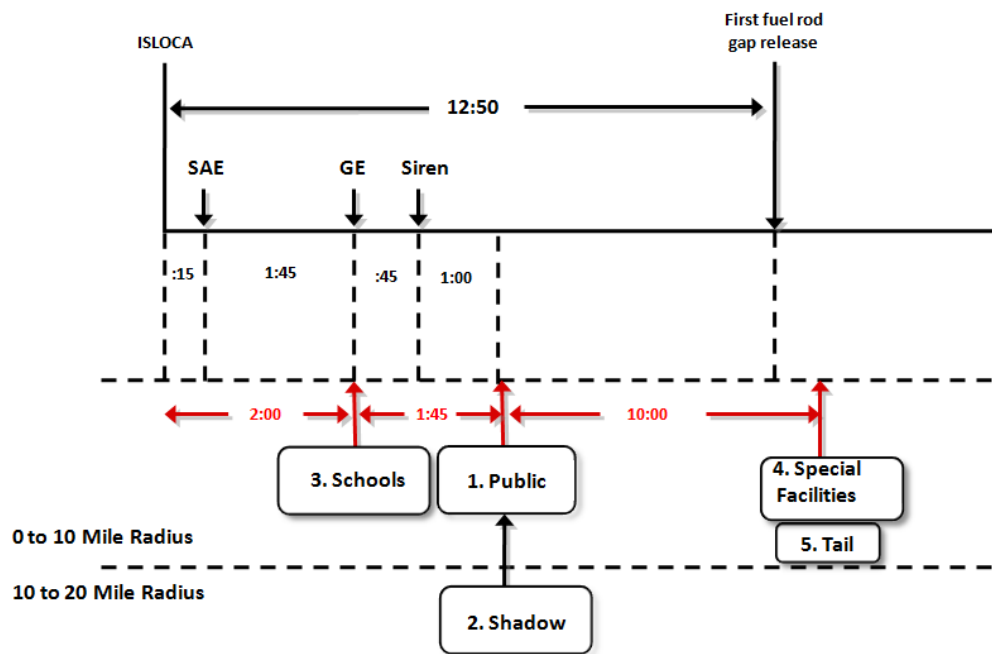 First fuel rod
gap release
ISLOCA
12:50
SAE
GE
Siren
:15
1:45
:45
1:00
2:00
1:45
10:00
3. Schools
1. Public
4. Special
Facilities
5. Tail
0 to 10 Mile Radius
10 to 20 Mile Radius
2. Shadow